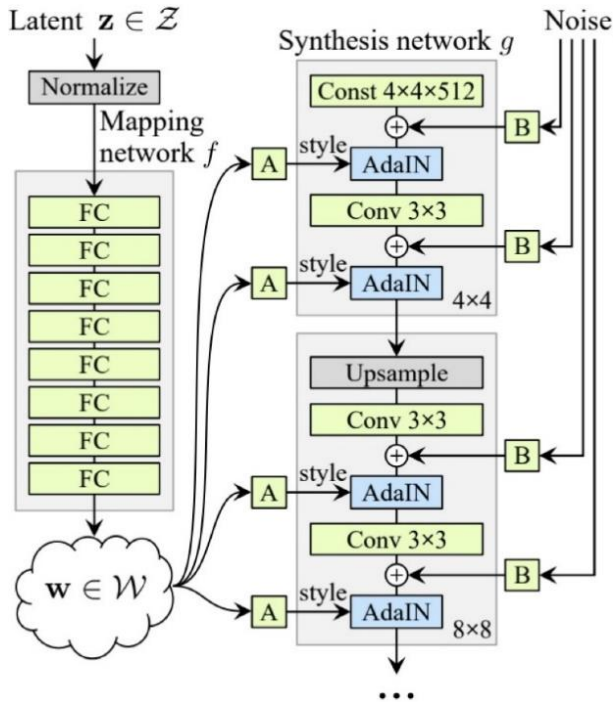 Latent z ∈ 𝒵
Normalize
Mapping
network f
FC
FC
FC
FC
FC
FC
FC
FC
w ∈ 𝒲
Noise
Synthesis network g
Const 4×4×512
B
A
style
AdaIN
Conv 3×3
B
A
style
AdaIN
4×4
Upsample
Conv 3×3
B
A
style
AdaIN
Conv 3×3
B
A
style
AdaIN
8×8
...